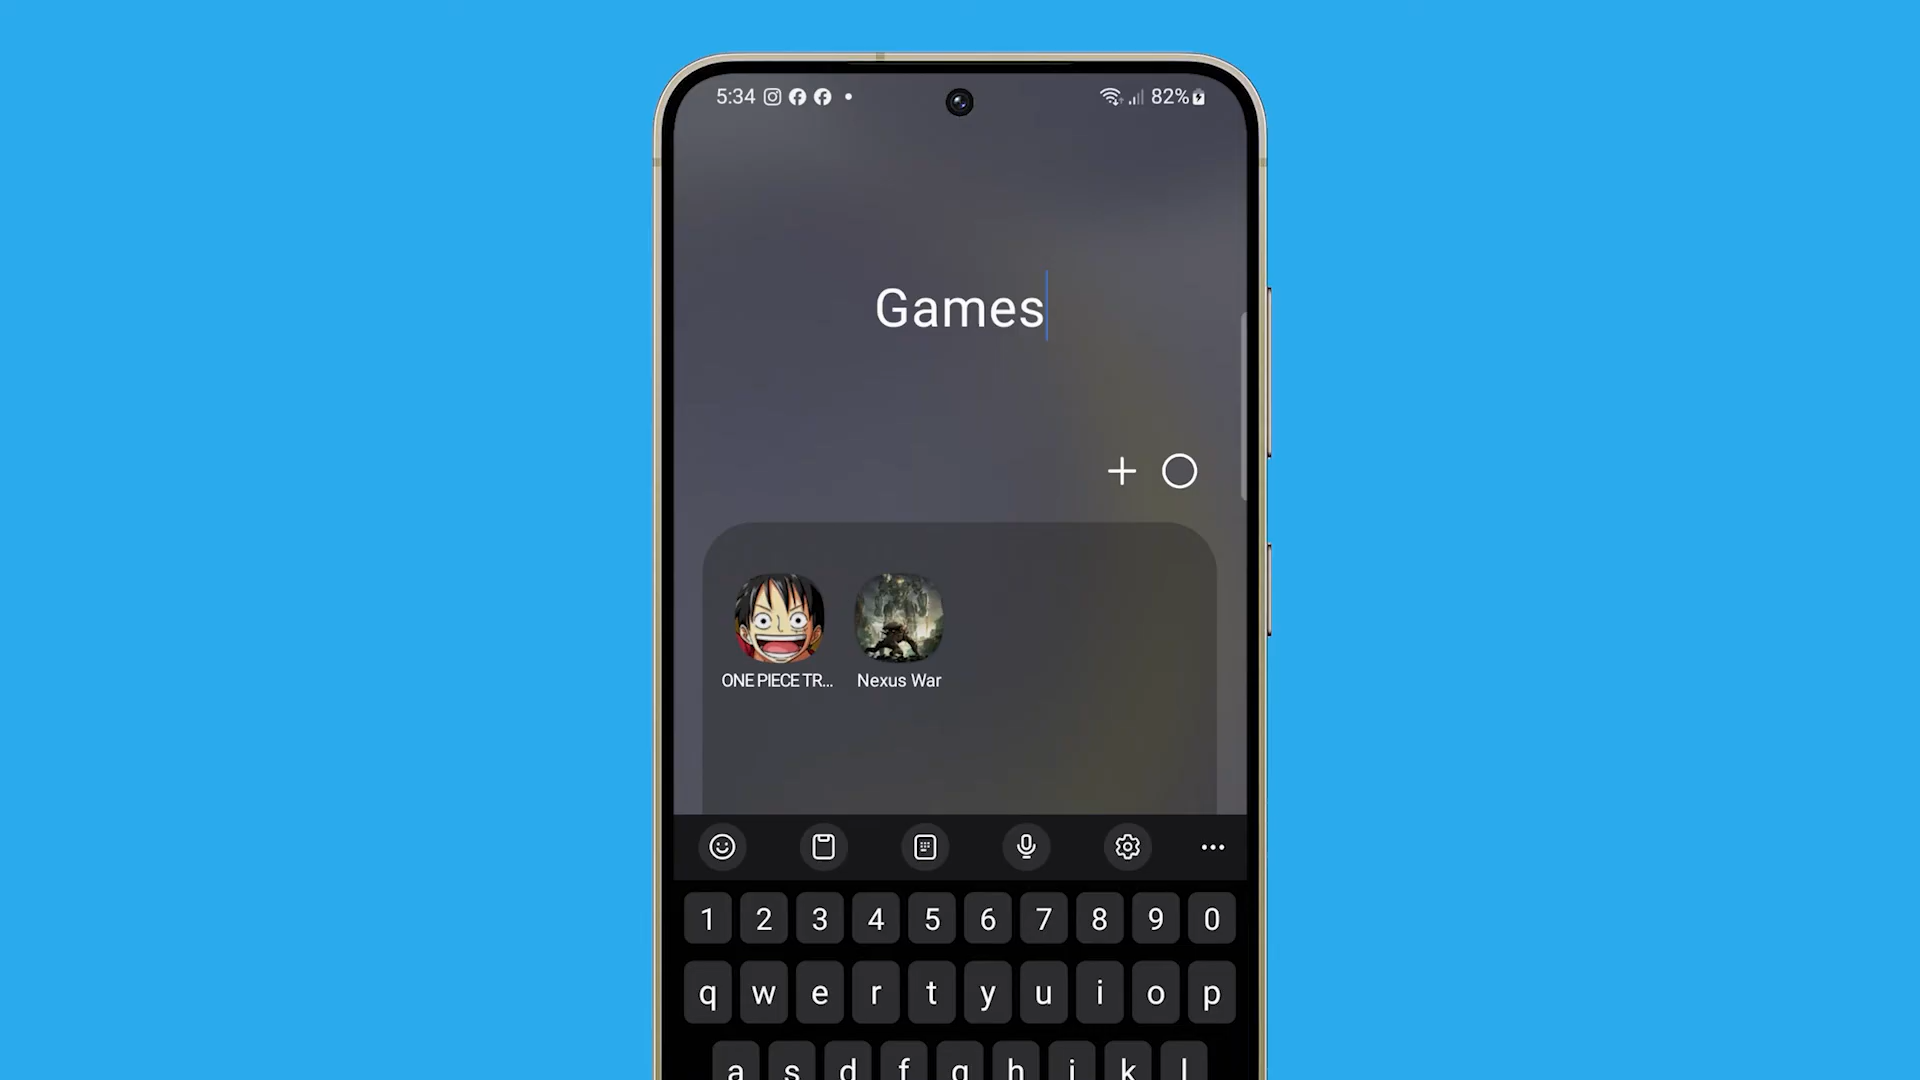 5:34 82%
Games
ONE PIECE TR... Nexus War
1 2 3 4 5 6 7 8 9 0
q w e r t y u i o p
a s d f g h j k l